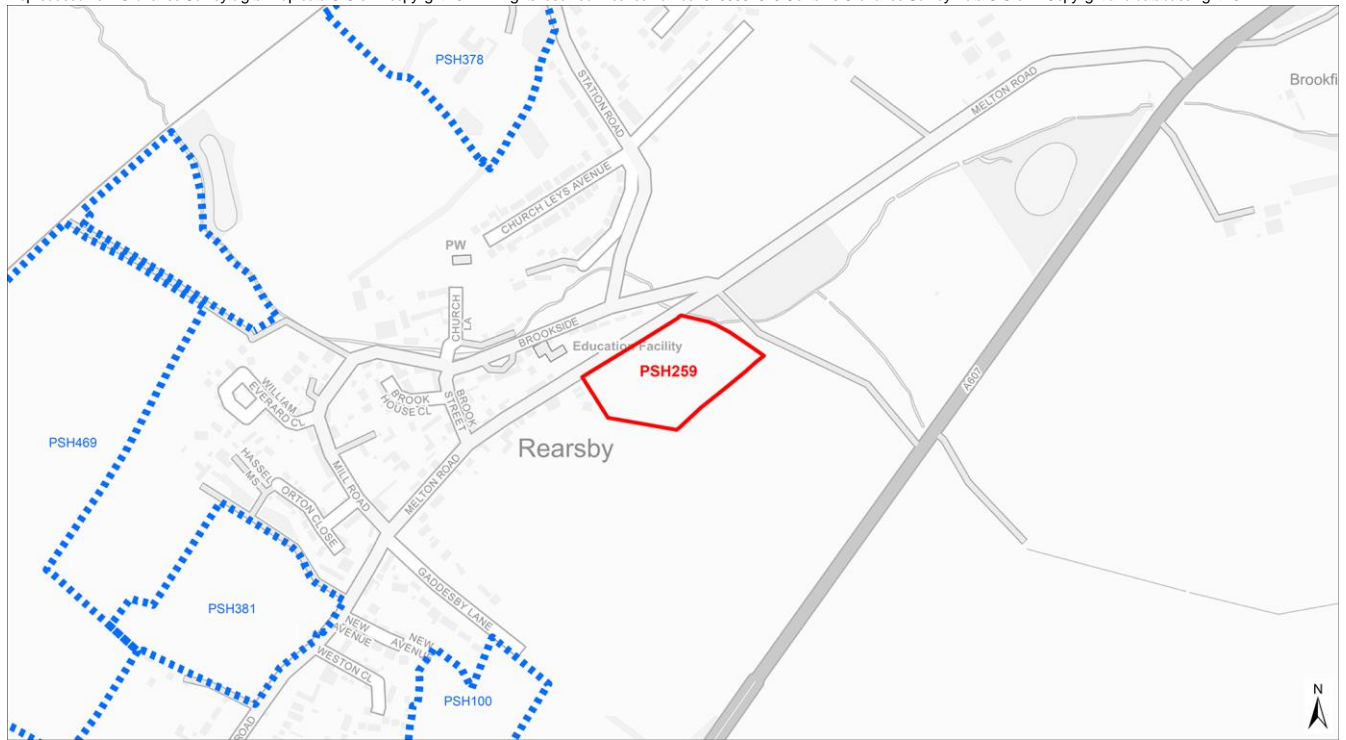 PSH378
STATION ROAD
MELTON ROAD
Brookfi
CHURCH LEYS AVENUE
PW
CHURCH
LA
BROOKSIDE
Education Facility
PSH259
A607
WILLIAM
EVERARD C
BROOK
HOUSE CL
BROOK
STREET
Rearsby
PSH469
HASSEL
MS
ORTON CLOSE
MILL ROAD
MELTON ROAD
GADDESBY LANE
PSH381
NEW
AVENUE
NEW
AVENUE
WESTON CL
PSH100
ROAD
N